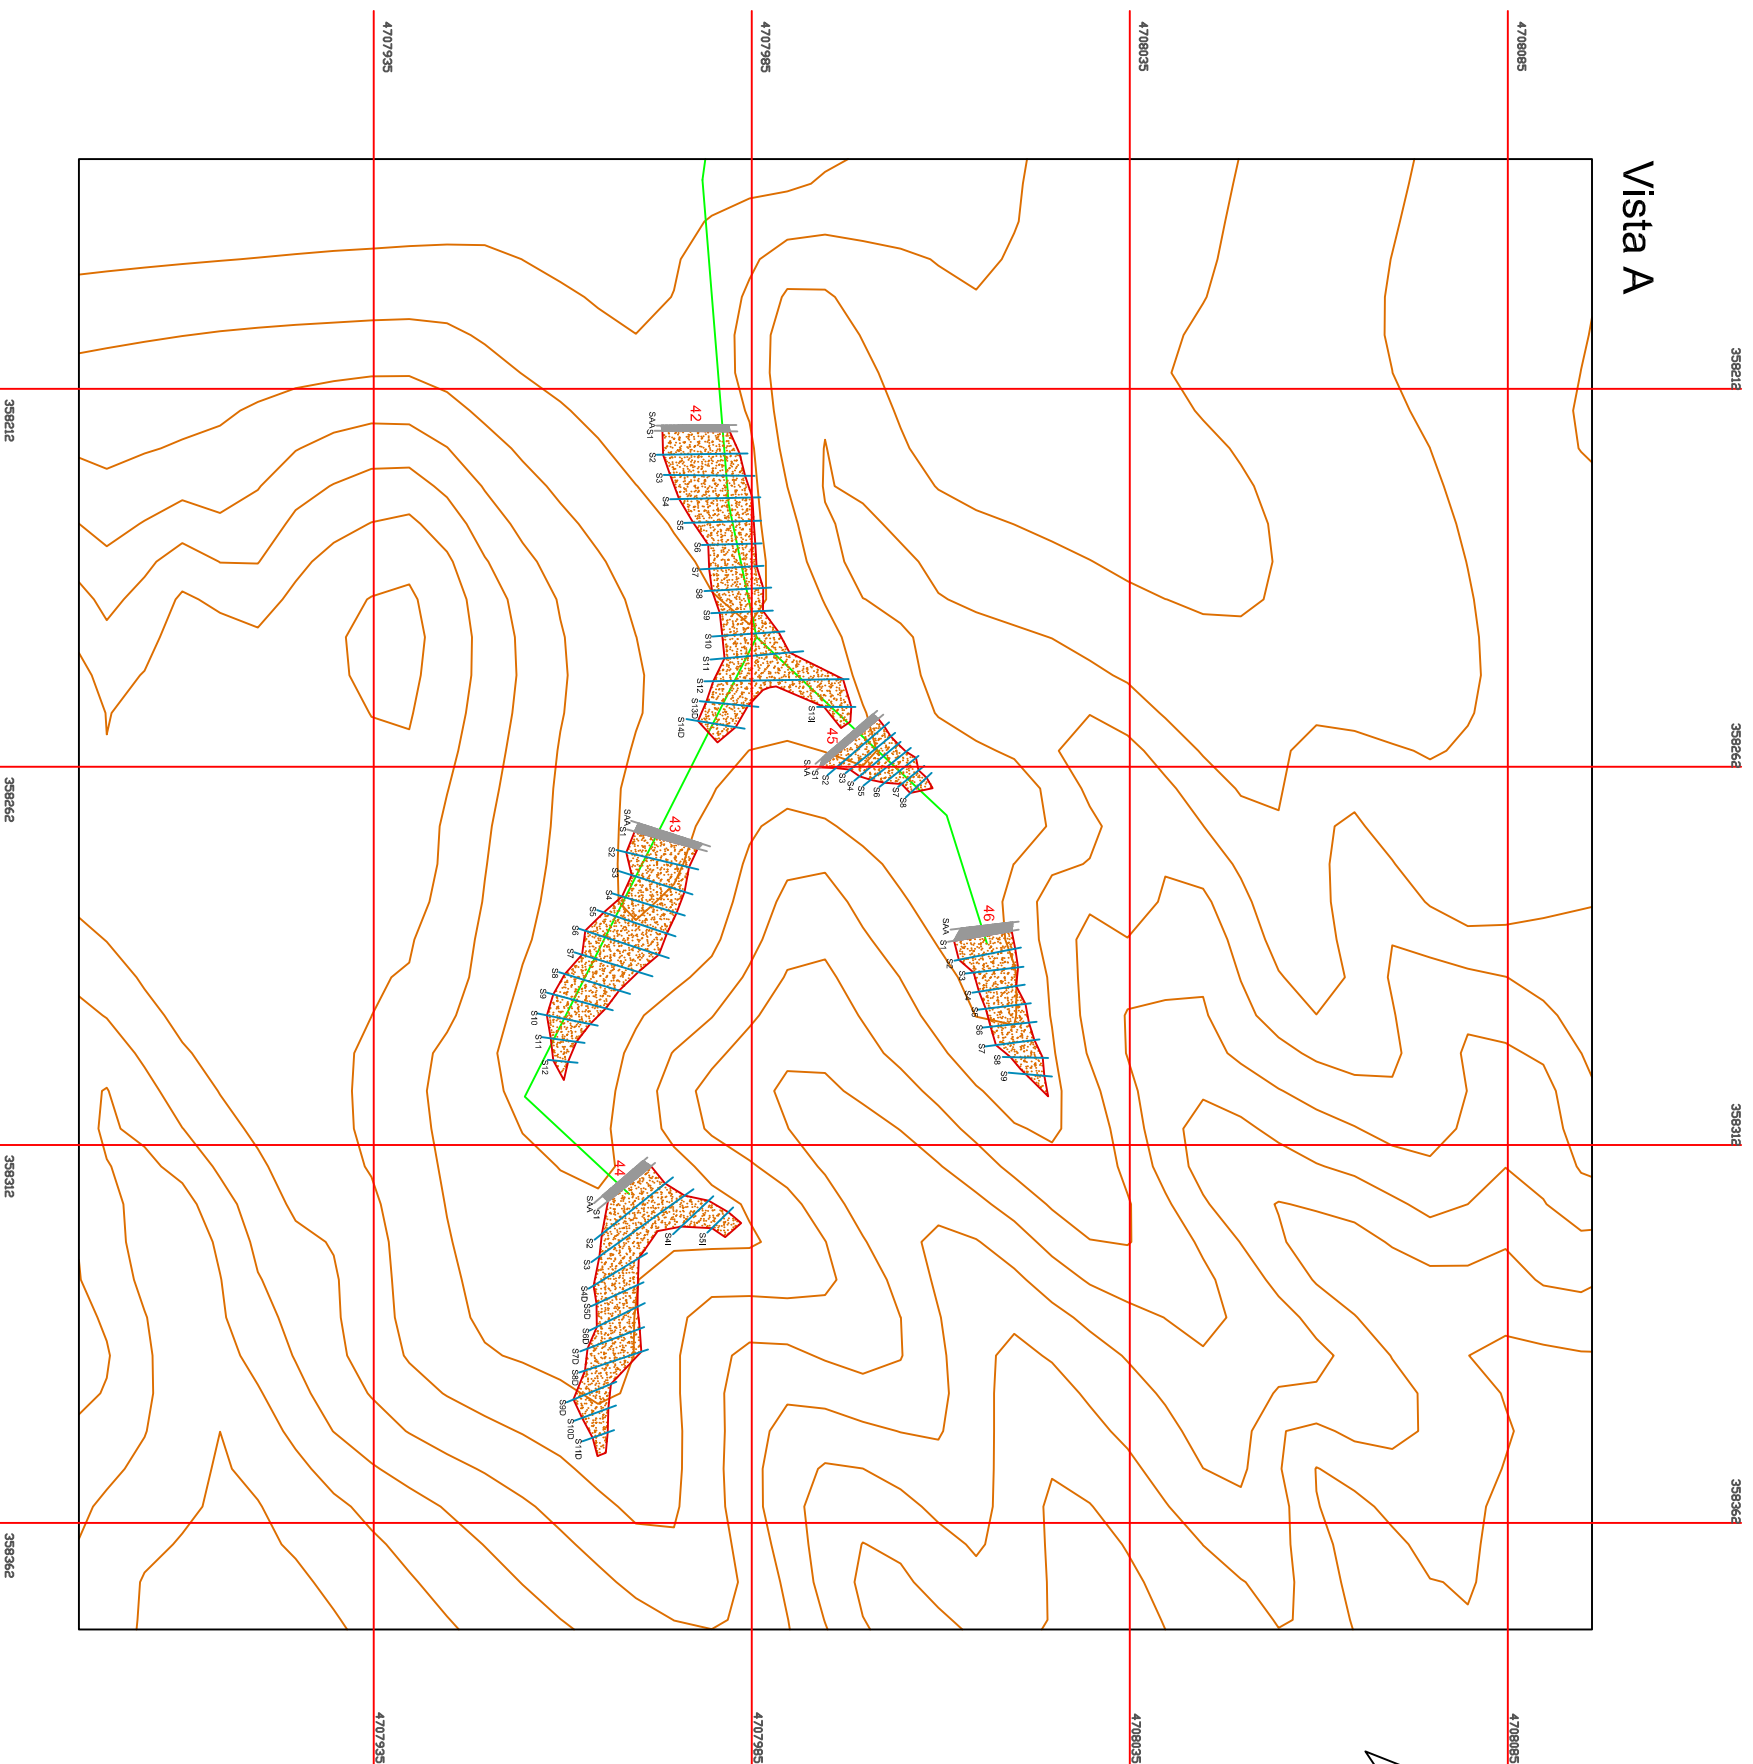 Vista A
4707935
4707985
4708035
4708085
358212
358212
358262
358262
358312
358312
358362
358362
4707935
4707985
4708035
4708085
42
SAA
S1
S2
S3
S4
S5
S6
S7
S8
S9
S10
S11
S12
S13D
S14D
S13I
45
SAA
S1
S2
S3
S4
S5
S6
S7
S8
43
SAA
S1
S2
S3
S4
S5
S6
S7
S8
S9
S10
S11
S12
46
SAA
S1
S2
S3
S4
S5
S6
S7
S8
S9
44
SAA
S1
S2
S3
S4I
S5I
S4D
S5D
S6D
S7D
S8D
S9D
S10D
S11D